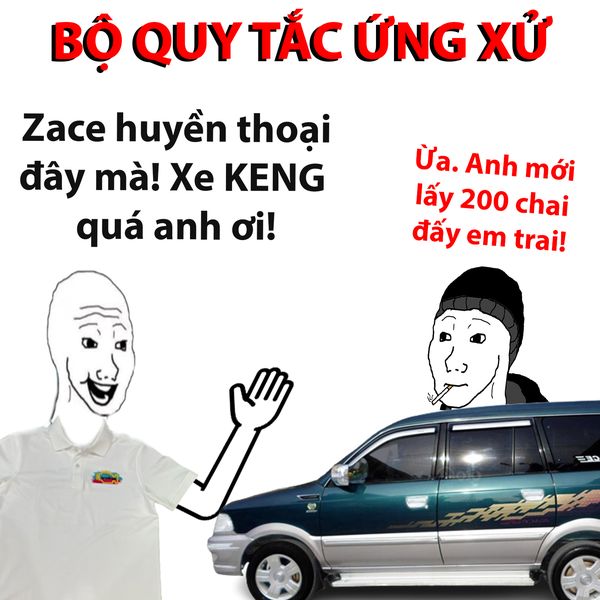 BỘ QUY TẮC ỨNG XỬ
Zace huyền thoại
đây mà! Xe KENG
quá anh ơi!
Ừa. Anh mới
lấy 200 chai
đấy em trai!